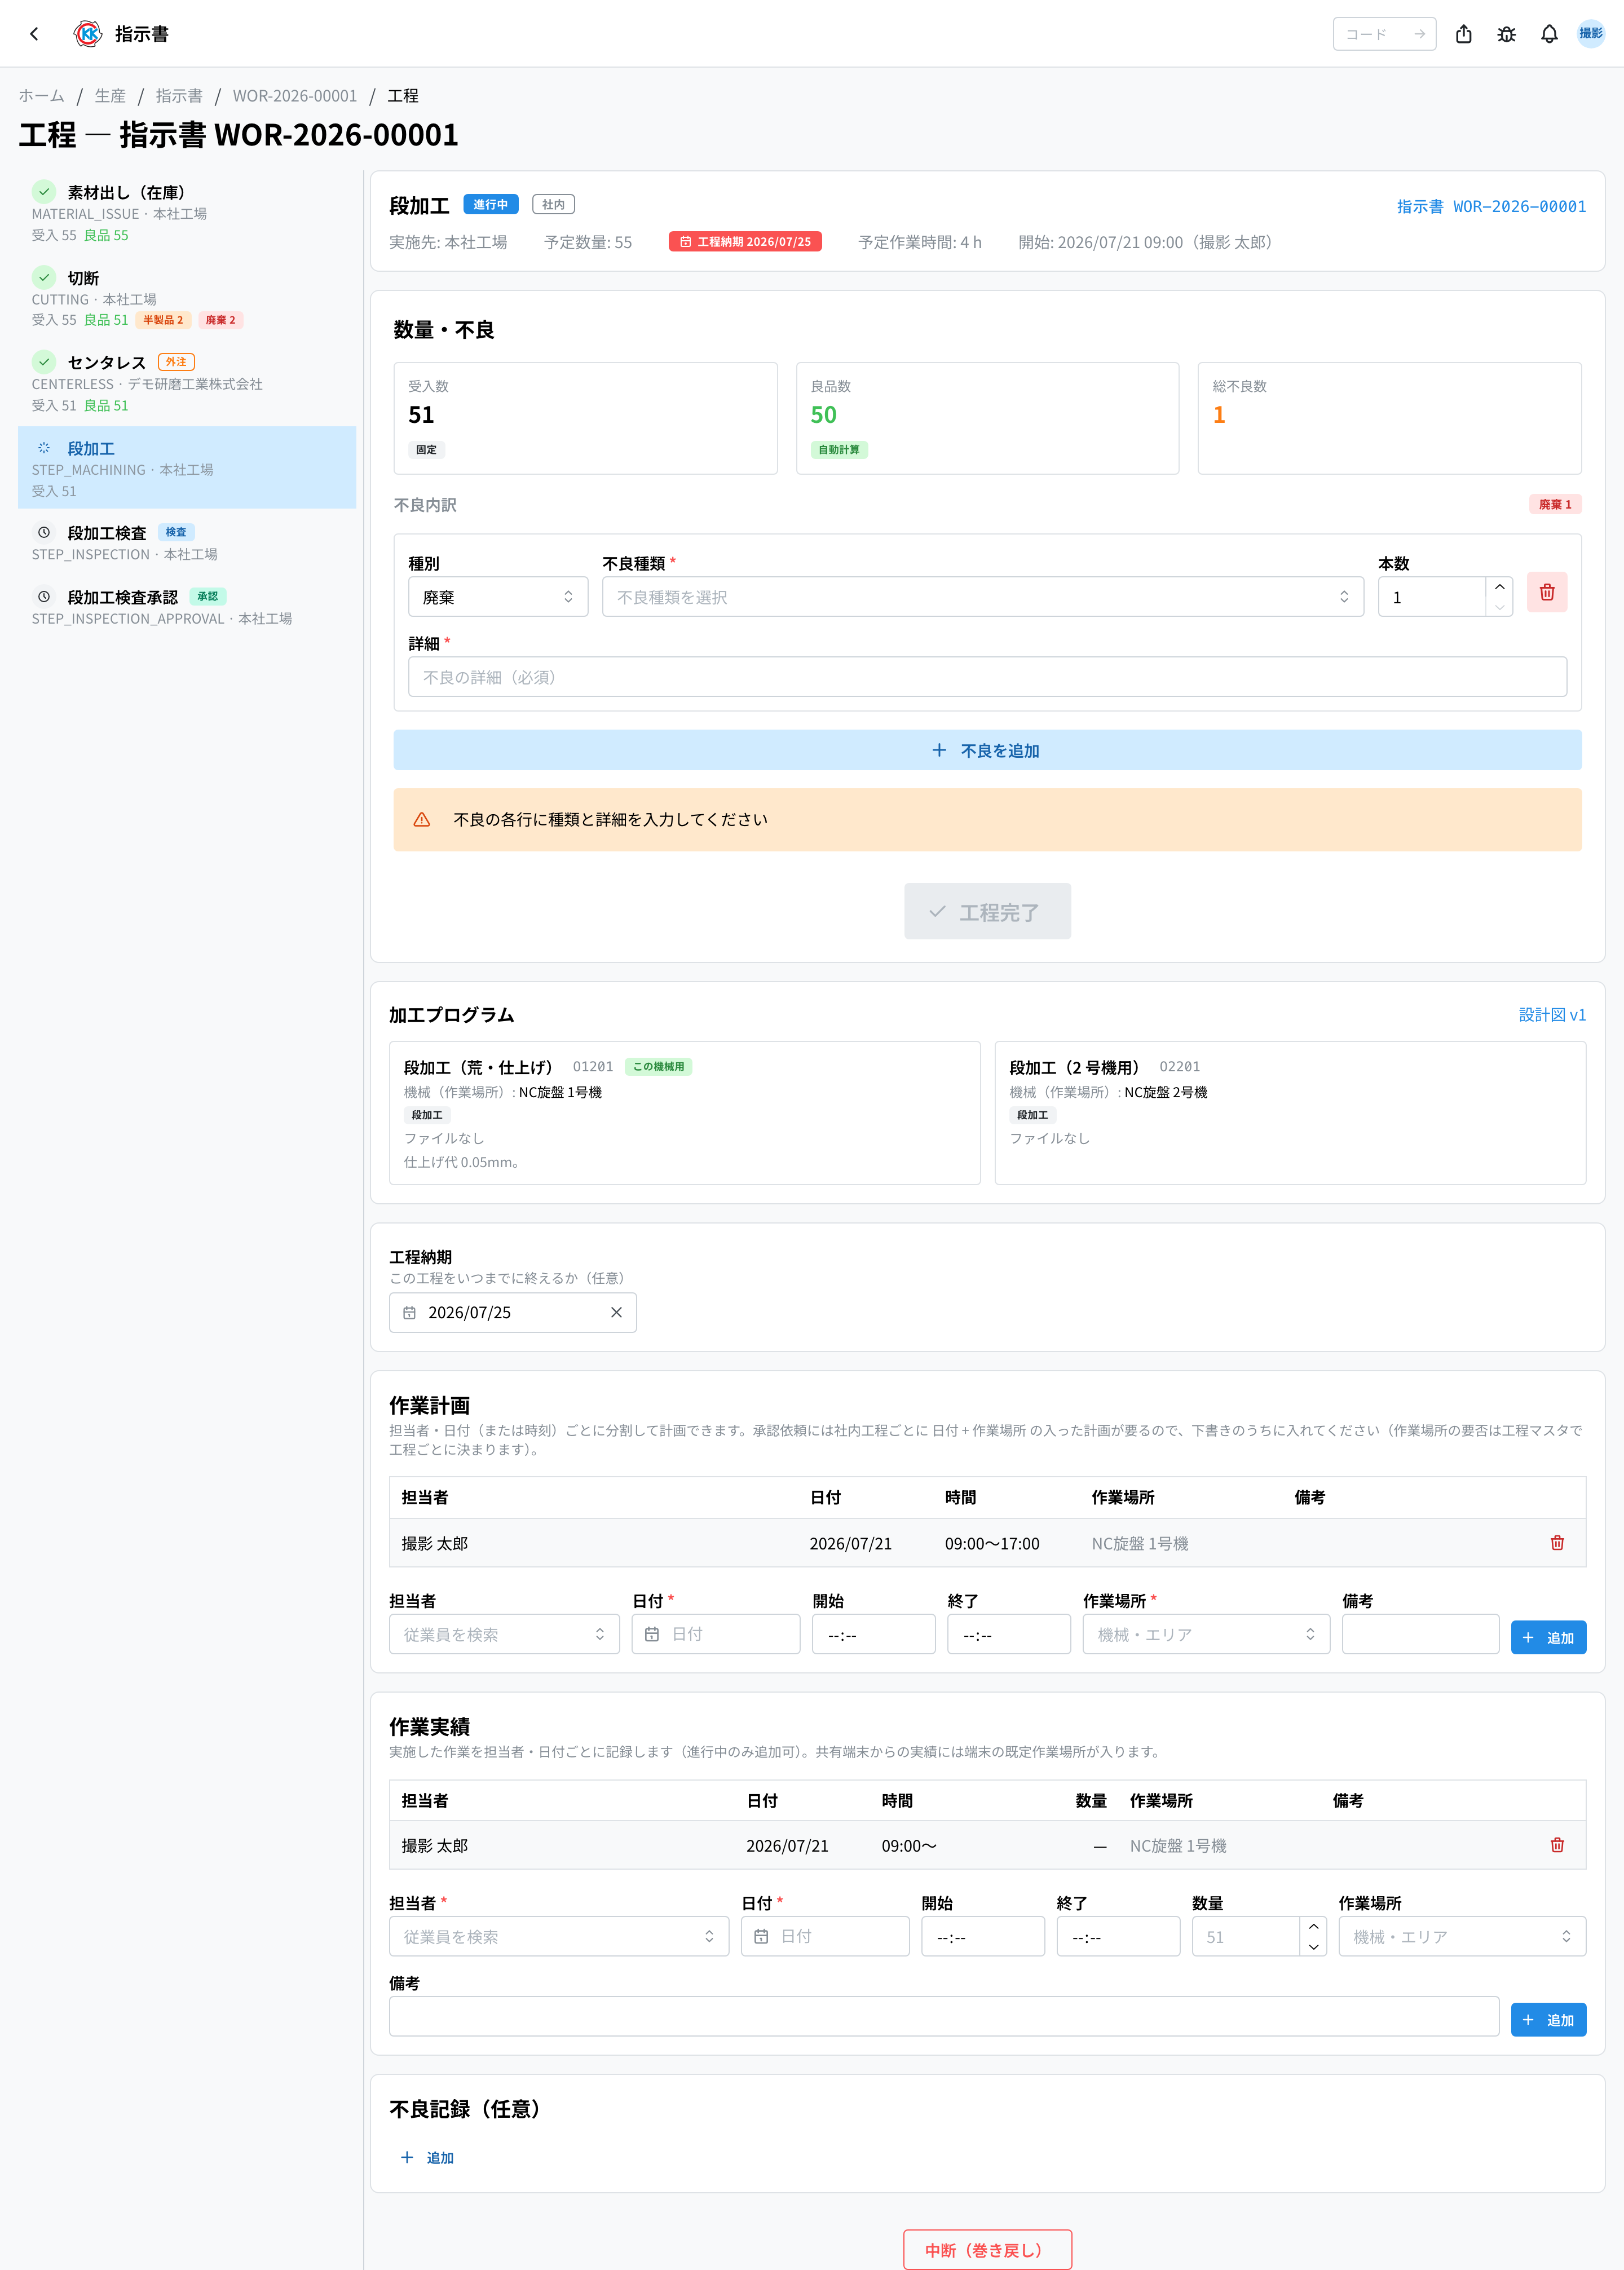 KK 指示書 コード 撮影
ホーム / 生産 / 指示書 / WOR-2026-00001 / 工程
工程 — 指示書 WOR-2026-00001
素材出し（在庫）
MATERIAL_ISSUE · 本社工場
受入 55 良品 55
切断
CUTTING · 本社工場
受入 55 良品 51 半製品 2 廃棄 2
センタレス 外注
CENTERLESS · デモ研磨工業株式会社
受入 51 良品 51
段加工
STEP_MACHINING · 本社工場
受入 51
段加工検査 検査
STEP_INSPECTION · 本社工場
段加工検査承認 承認
STEP_INSPECTION_APPROVAL · 本社工場
段加工 進行中 社内 指示書 WOR-2026-00001
実施先: 本社工場 予定数量: 55 工程納期 2026/07/25 予定作業時間: 4 h 開始: 2026/07/21 09:00（撮影 太郎）
数量・不良
受入数 良品数 総不良数
51 50 1
固定 自動計算
不良内訳 廃棄 1
種別 不良種類 * 本数
廃棄 不良種類を選択 1
詳細 *
不良の詳細（必須）
不良を追加
不良の各行に種類と詳細を入力してください
工程完了
加工プログラム 設計図 v1
段加工（荒・仕上げ） 01201 この機械用
機械（作業場所）: NC旋盤 1号機
段加工
ファイルなし
仕上げ代 0.05mm。
段加工（2 号機用） 02201
機械（作業場所）: NC旋盤 2号機
段加工
ファイルなし
工程納期
この工程をいつまでに終えるか（任意）
2026/07/25
作業計画
担当者・日付（または時刻）ごとに分割して計画できます。承認依頼には社内工程ごとに 日付 + 作業場所 の入った計画が要るので、下書きのうちに入れてください（作業場所の要否は工程マスタで
工程ごとに決まります）。
担当者 日付 時間 作業場所 備考
撮影 太郎 2026/07/21 09:00〜17:00 NC旋盤 1号機
担当者 日付 * 開始 終了 作業場所 * 備考
従業員を検索 日付 --:-- --:-- 機械・エリア 追加
作業実績
実施した作業を担当者・日付ごとに記録します（進行中のみ追加可）。共有端末からの実績には端末の既定作業場所が入ります。
担当者 日付 時間 数量 作業場所 備考
撮影 太郎 2026/07/21 09:00〜 — NC旋盤 1号機
担当者 * 日付 * 開始 終了 数量 作業場所
従業員を検索 日付 --:-- --:-- 51 機械・エリア
備考
追加
不良記録（任意）
追加
中断（巻き戻し）